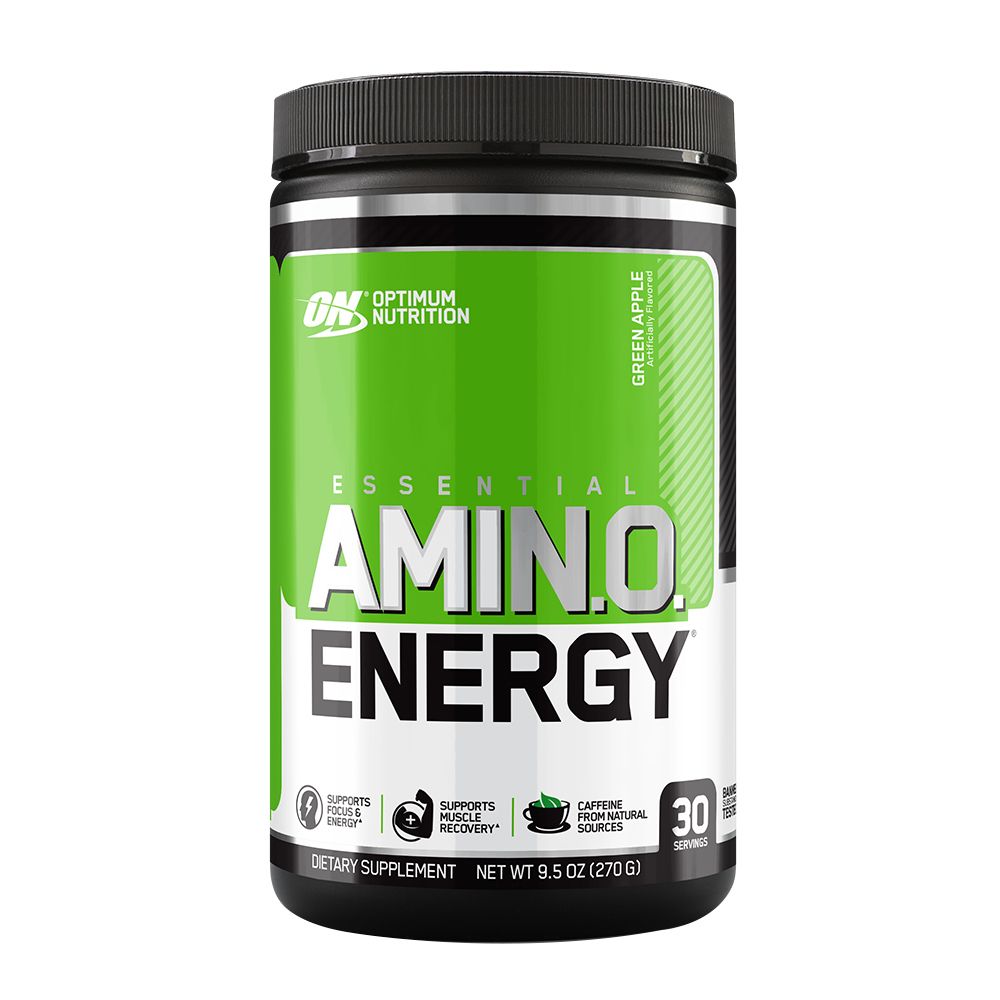 ON® OPTIMUM
NUTRITION
GREEN APPLE
Artificially Flavored
ESSENTIAL
AMIN.O.
ENERGY®
SUPPORTS
FOCUS &
ENERGY▲
SUPPORTS
MUSCLE
RECOVERY▲
CAFFEINE
FROM NATURAL
SOURCES
30
SERVINGS
DIETARY SUPPLEMENT NET WT 9.5 OZ (270 G)